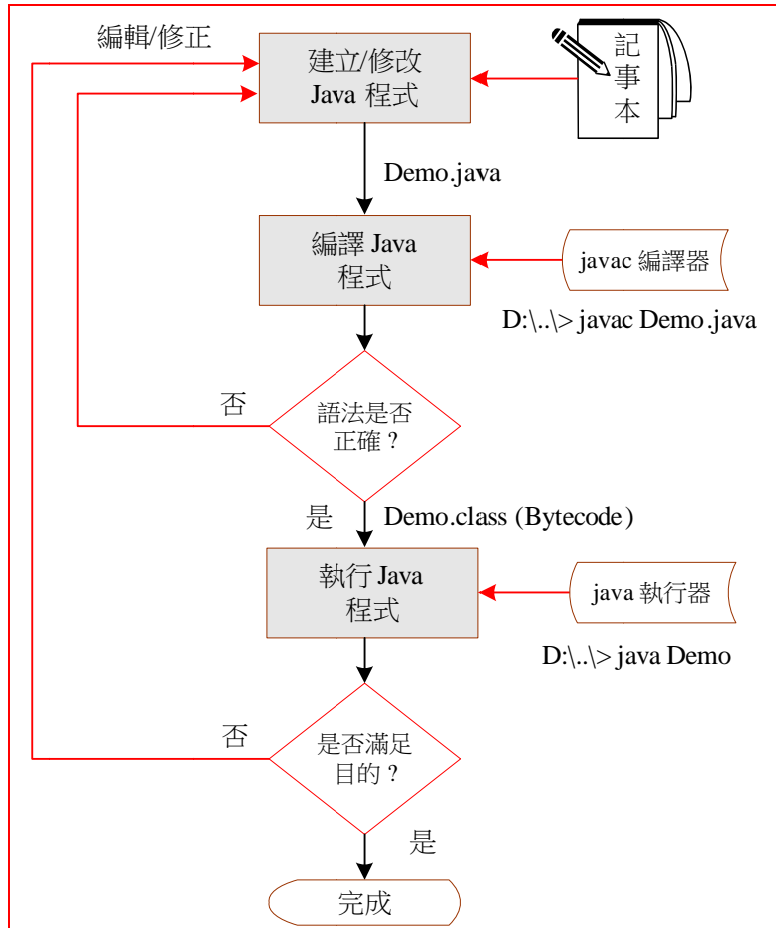 編輯/修正
建立/修改
Java 程式
記
事
本
Demo.java
編譯 Java
程式
javac 編譯器
D:\..\> javac Demo.java
否
語法是否
正確 ?
是
Demo.class (Bytecode)
執行 Java
程式
java 執行器
D:\..\> java Demo
否
是否滿足
目的 ?
是
完成